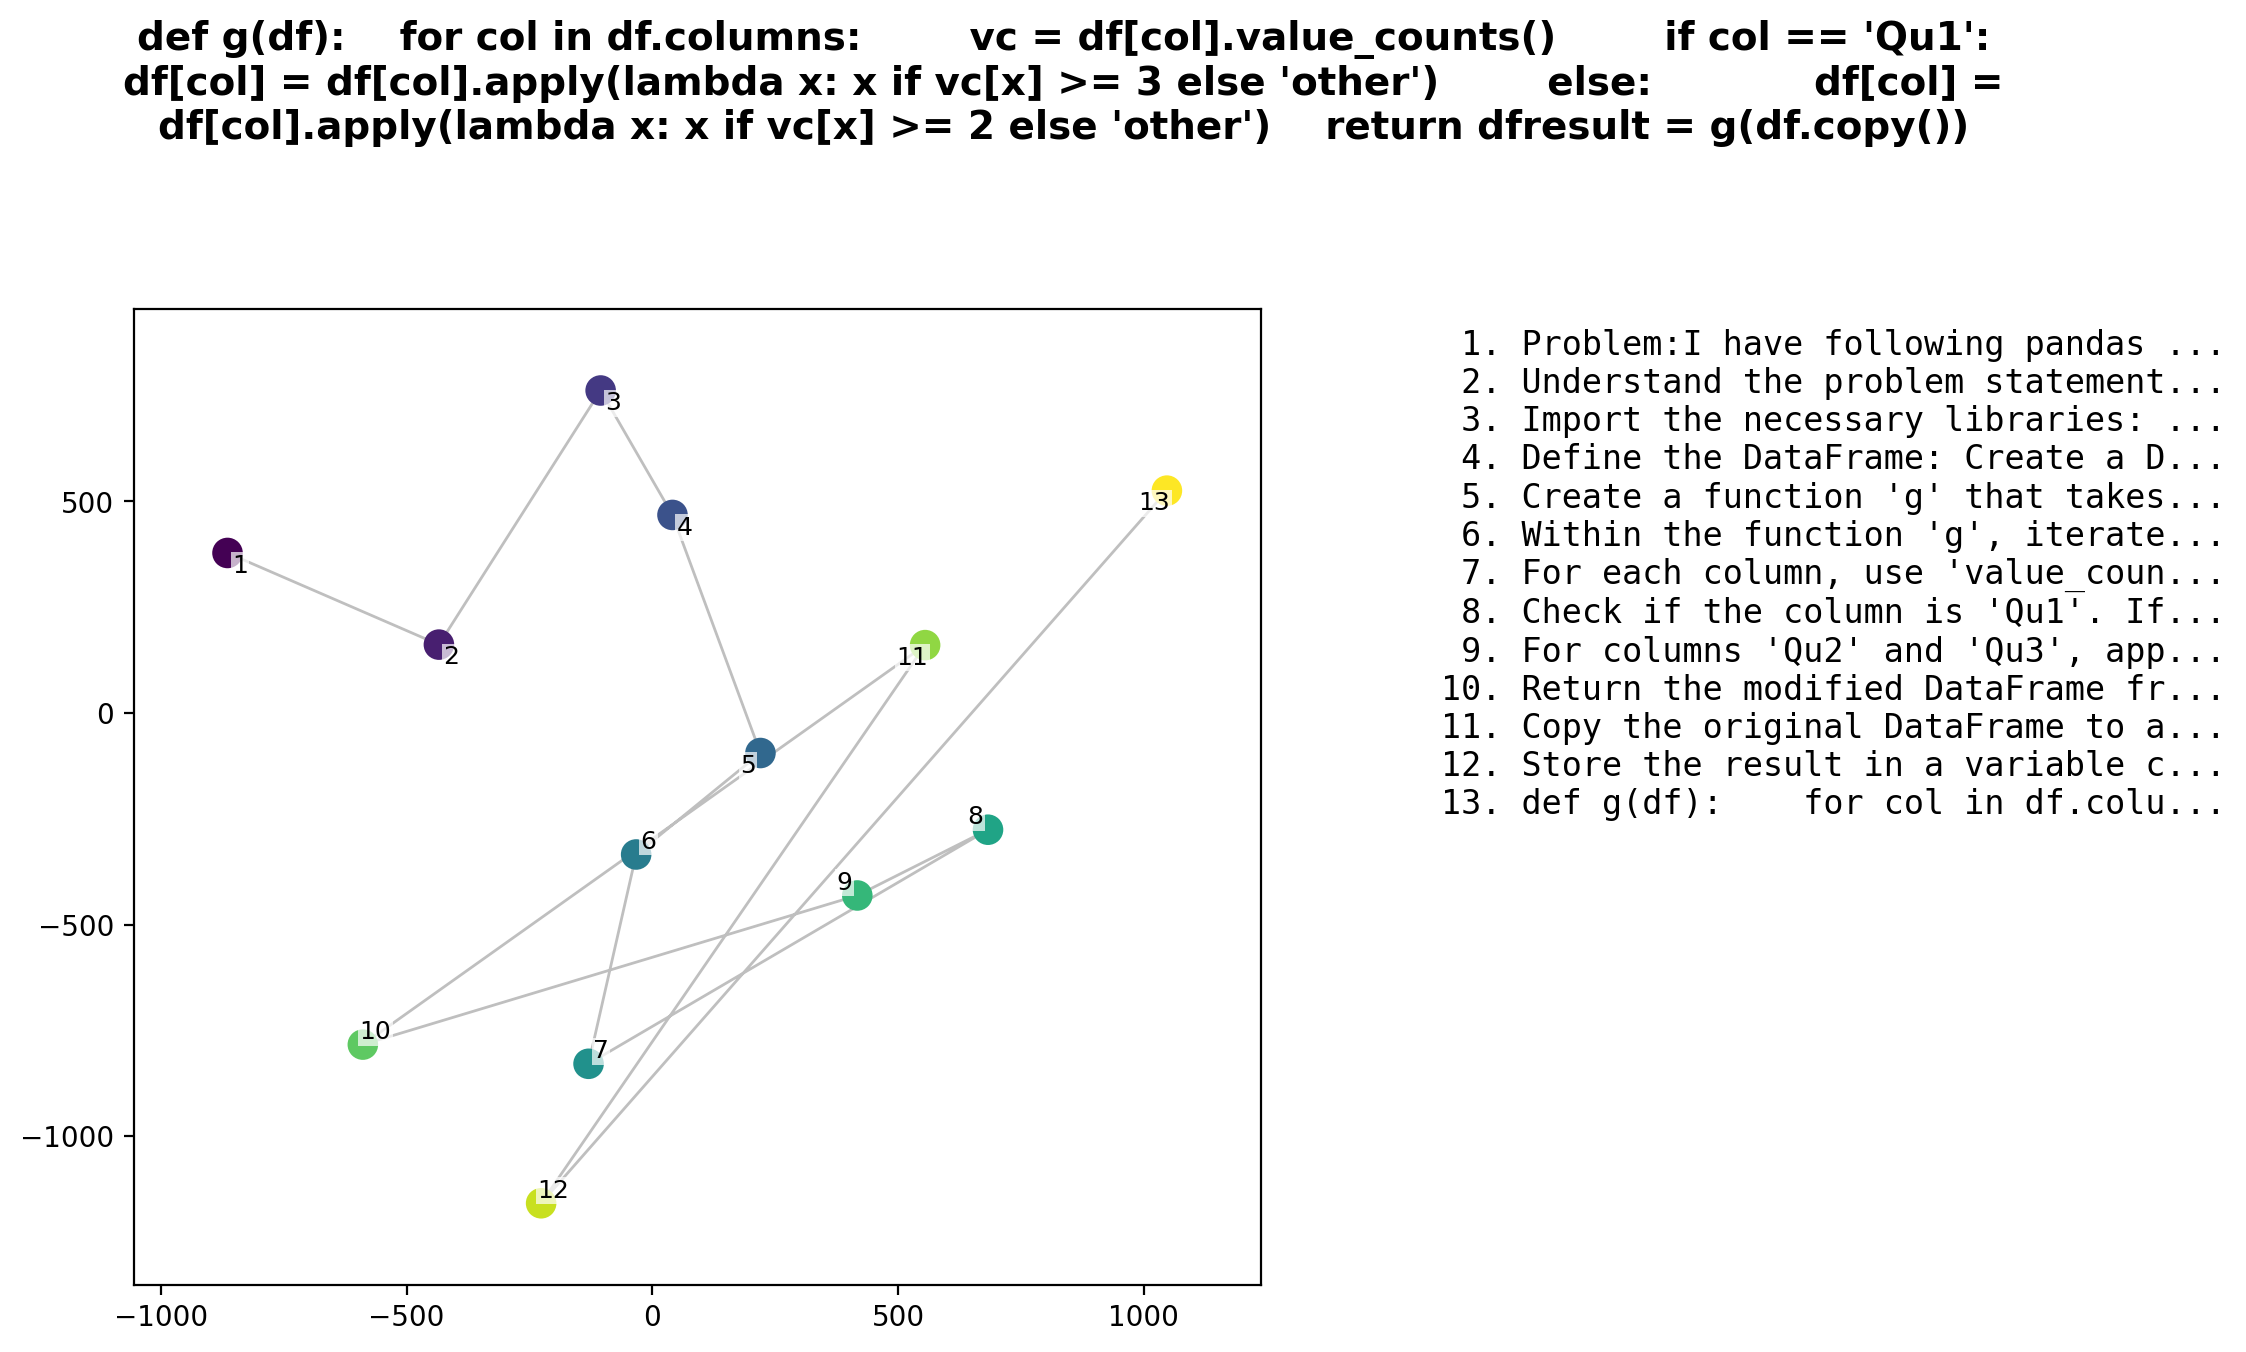 def g(df):    for col in df.columns:        vc = df[col].value_counts()        if col == 'Qu1':
df[col] = df[col].apply(lambda x: x if vc[x] >= 3 else 'other')        else:            df[col] =
df[col].apply(lambda x: x if vc[x] >= 2 else 'other')    return dfresult = g(df.copy())
1. Problem:I have following pandas ...
2. Understand the problem statement...
3. Import the necessary libraries: ...
4. Define the DataFrame: Create a D...
5. Create a function 'g' that takes...
6. Within the function 'g', iterate...
7. For each column, use 'value_coun...
8. Check if the column is 'Qu1'. If...
9. For columns 'Qu2' and 'Qu3', app...
10. Return the modified DataFrame fr...
11. Copy the original DataFrame to a...
12. Store the result in a variable c...
13. def g(df):    for col in df.colu...
3
13
500
4
1
2
11
0
5
8
6
9
−500
10
7
−1000
12
−1000
−500
0
500
1000